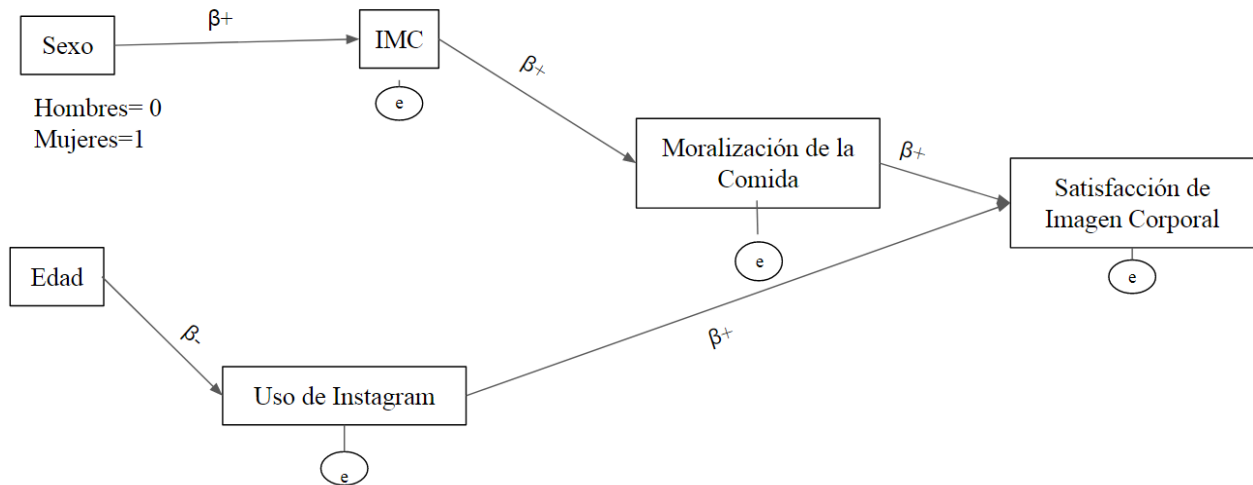 β+
Sexo
IMC
Hombres= 0
Mujeres=1
e
β+
Moralización de la
Comida
β+
Satisfacción de
Imagen Corporal
e
e
Edad
β-
Uso de Instagram
β+
e